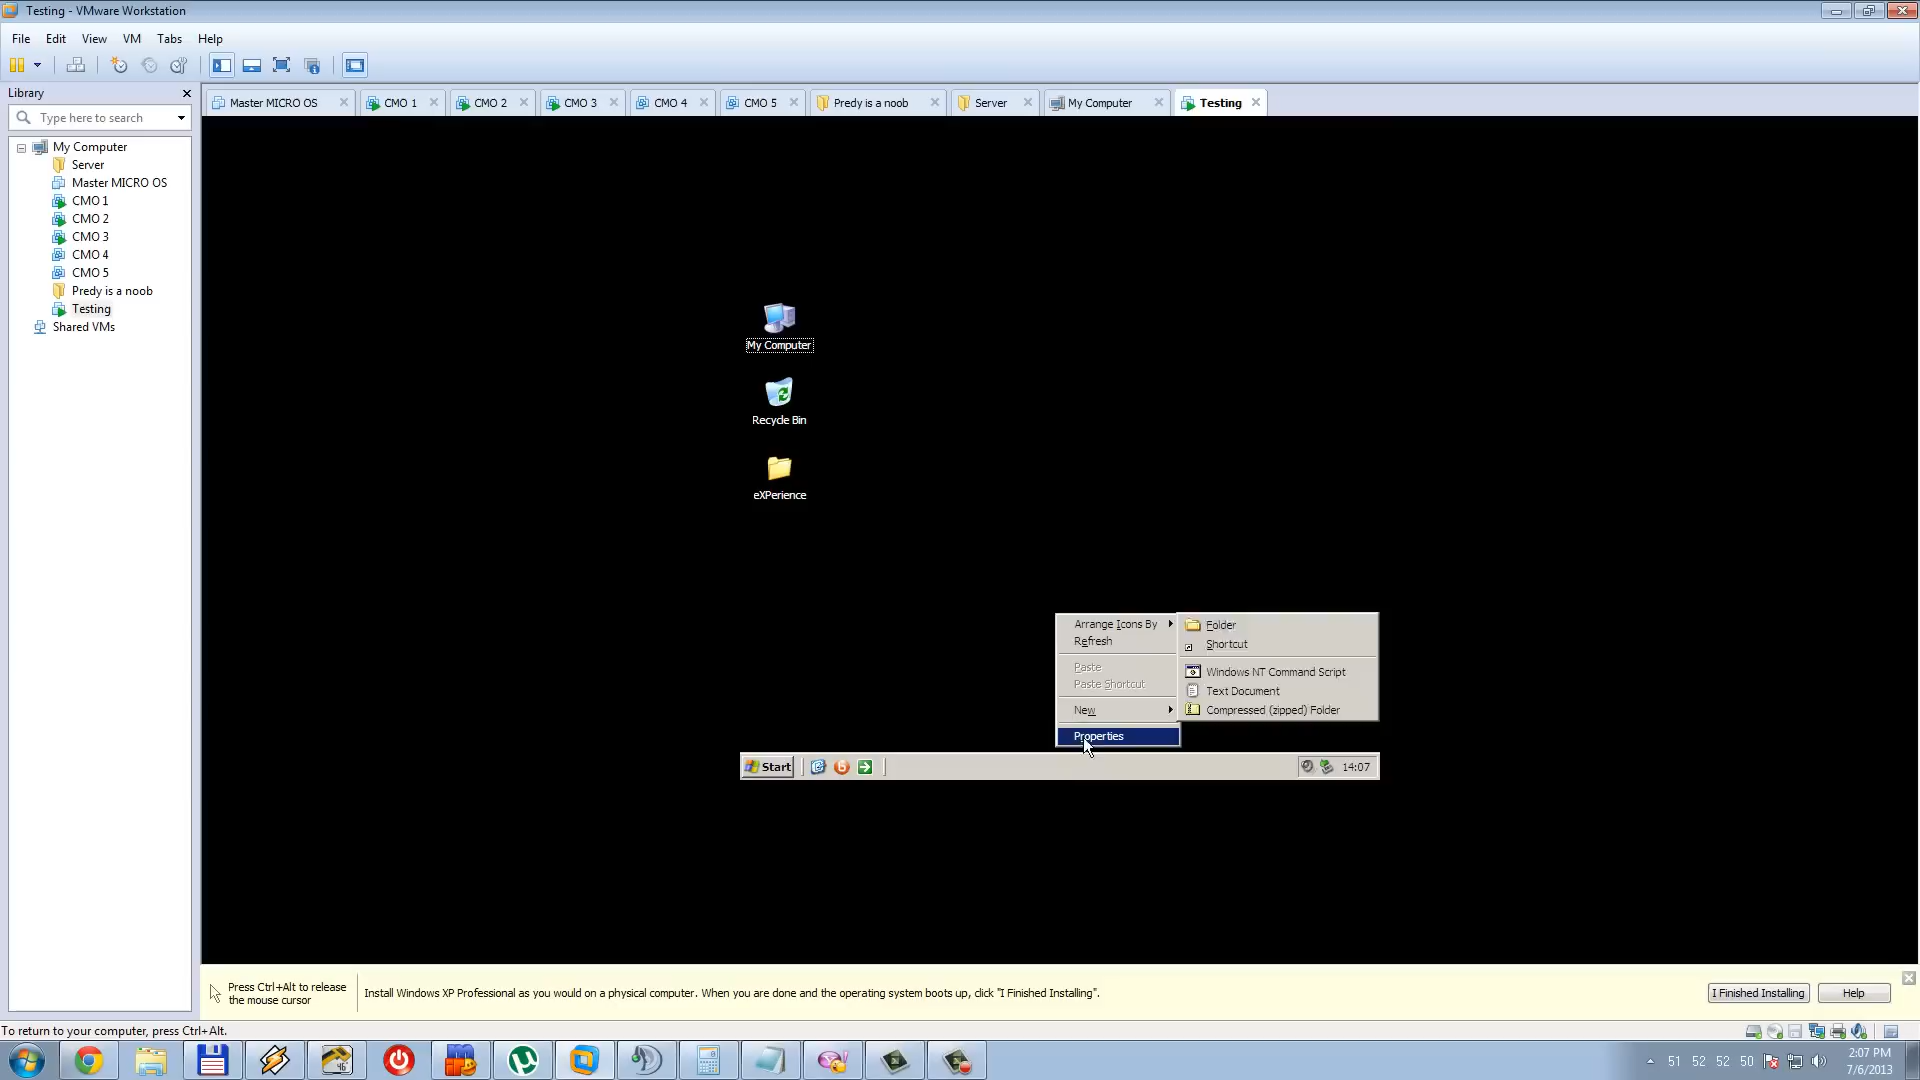 Testing - VMware Workstation
File Edit View VM Tabs Help
Library
Type here to search
My Computer
Server
Master MICRO OS
CMO 1
CMO 2
CMO 3
CMO 4
CMO 5
Predy is a noob
Testing
Shared VMs
Master MICRO OS CMO 1 CMO 2 CMO 3 CMO 4 CMO 5 Predy is a noob Server My Computer Testing
My Computer
Recycle Bin
eXPerience
Arrange Icons By
Refresh
Paste
Paste Shortcut
New
Properties
Folder
Shortcut
Windows NT Command Script
Text Document
Compressed (zipped) Folder
Start 14:07
Press Ctrl+Alt to release
the mouse cursor
Install Windows XP Professional as you would on a physical computer. When you are done and the operating system boots up, click "I Finished Installing".
I Finished Installing Help
To return to your computer, press Ctrl+Alt.
51 52 52 50
2:07 PM
7/6/2013